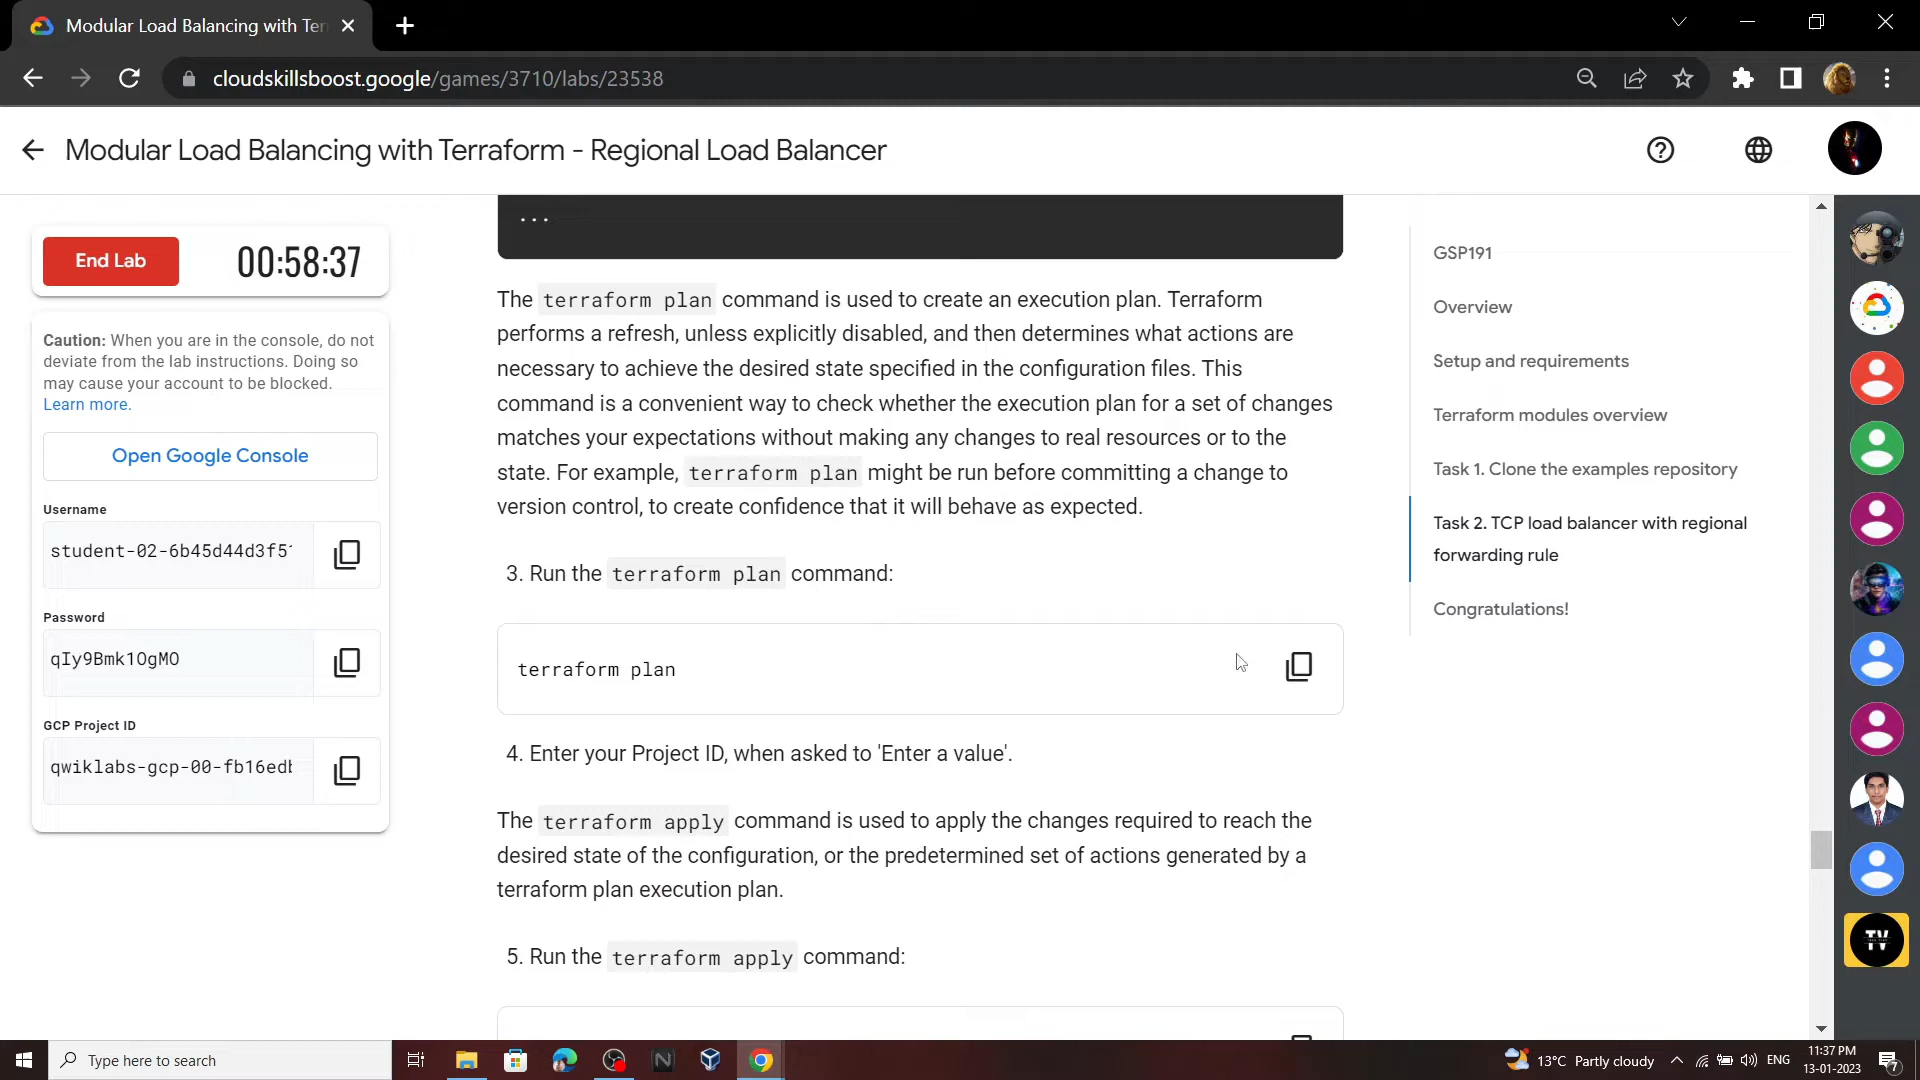 Modular Load Balancing with Ter
cloudskillsboost.google/games/3710/labs/23538
Modular Load Balancing with Terraform - Regional Load Balancer
End Lab
00:58:37
Caution: When you are in the console, do not
deviate from the lab instructions. Doing so
may cause your account to be blocked.
Learn more.
Open Google Console
Username
student-02-6b45d44d3f5
Password
qIy9Bmk1OgMO
GCP Project ID
qwiklabs-gcp-00-fb16edb
...
The terraform plan command is used to create an execution plan. Terraform
performs a refresh, unless explicitly disabled, and then determines what actions are
necessary to achieve the desired state specified in the configuration files. This
command is a convenient way to check whether the execution plan for a set of changes
matches your expectations without making any changes to real resources or to the
state. For example, terraform plan might be run before committing a change to
version control, to create confidence that it will behave as expected.
3. Run the terraform plan command:
terraform plan
4. Enter your Project ID, when asked to 'Enter a value'.
The terraform apply command is used to apply the changes required to reach the
desired state of the configuration, or the predetermined set of actions generated by a
terraform plan execution plan.
5. Run the terraform apply command:
GSP191
Overview
Setup and requirements
Terraform modules overview
Task 1. Clone the examples repository
Task 2. TCP load balancer with regional
forwarding rule
Congratulations!
TV
Type here to search
13°C Partly cloudy
ENG
11:37 PM
13-01-2023
7